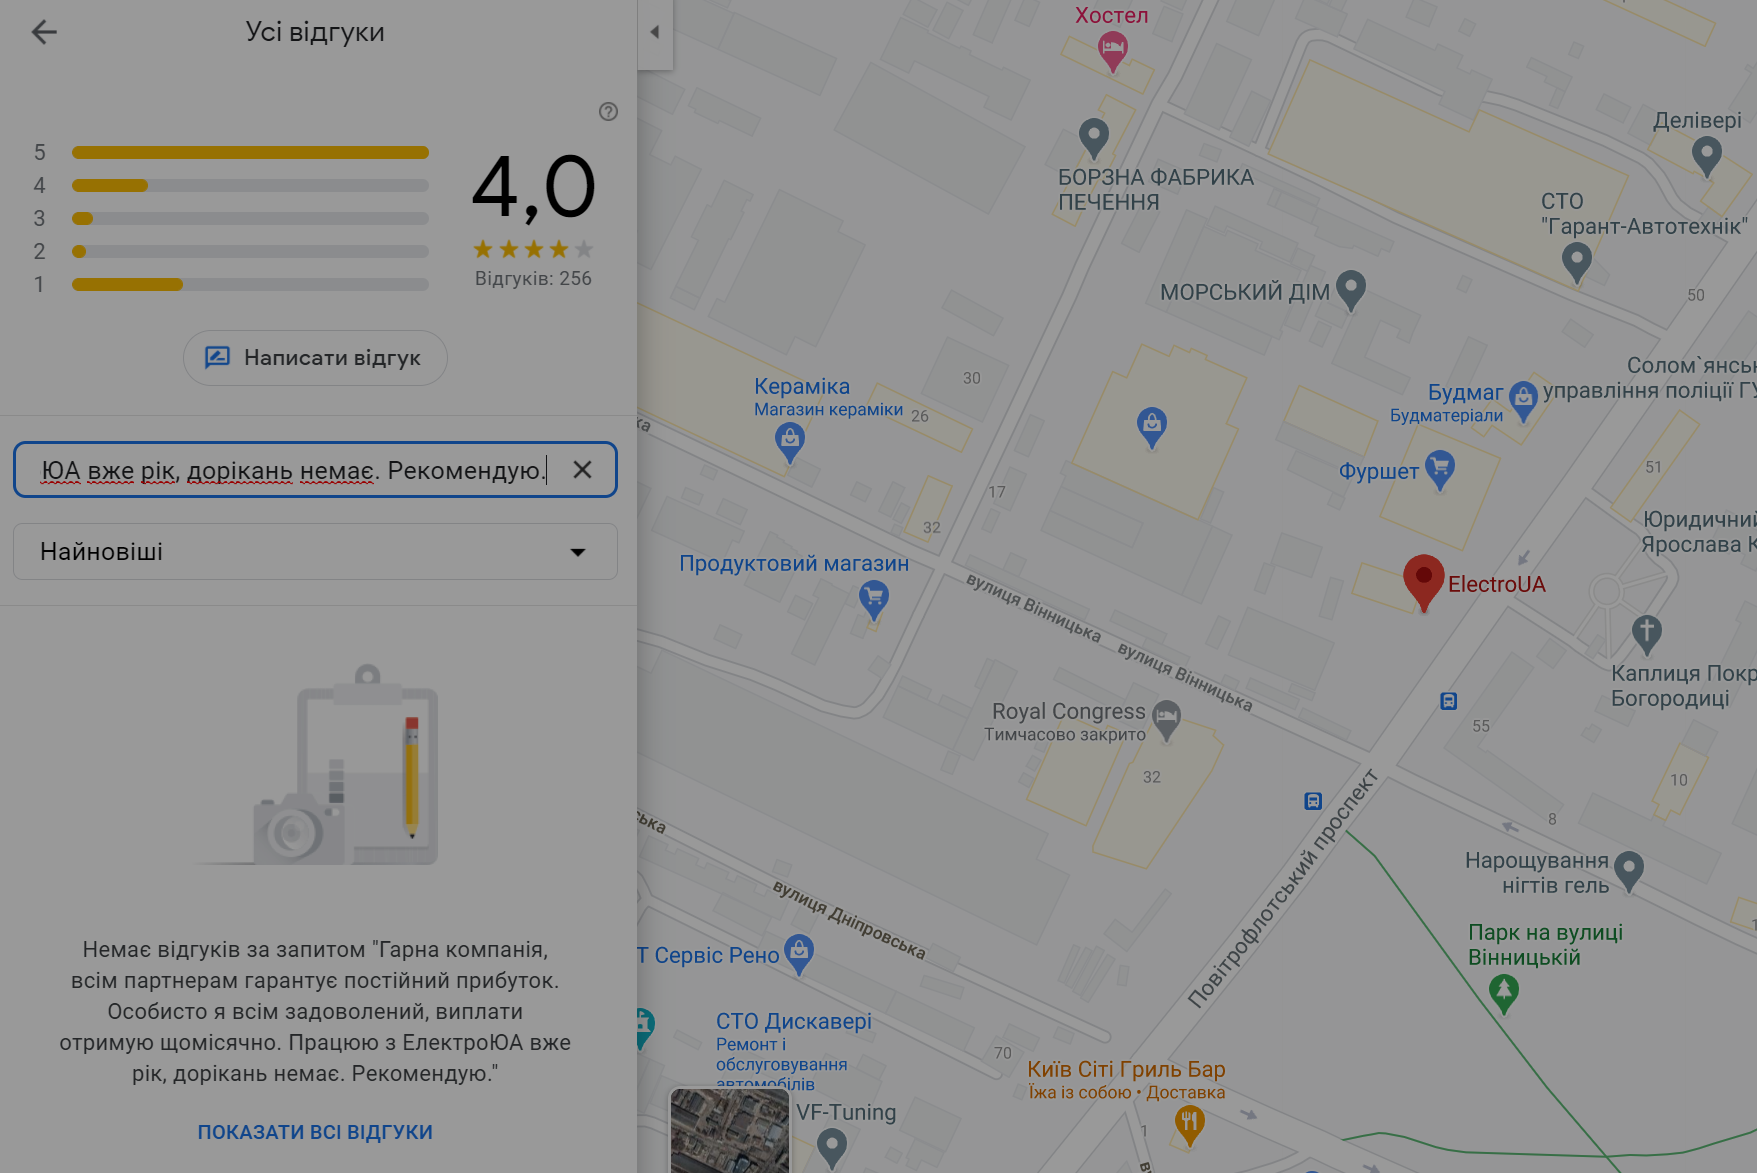 Усі відгуки
5
4
3
2
1
4,0
Відгуків: 256
Написати відгук
ЮА вже рік, дорікань немає. Рекомендую.
Найновіші
Немає відгуків за запитом "Гарна компанія,
всім партнерам гарантує постійний прибуток.
Особисто я всім задоволений, виплати
отримую щомісячно. Працюю з ЕлектроЮА вже
рік, дорікань немає. Рекомендую."
ПОКАЗАТИ ВСІ ВІДГУКИ
Хостел
БОРЗНА ФАБРИКА
ПЕЧЕННЯ
Делівері
СТО
"Гарант-Автотехнік"
МОРСЬКИЙ ДІМ
50
Солом`янськ
управління поліції ГУ
Кераміка
Магазин кераміки
26
30
Будмаг
Будматеріали
Фуршет
51
17
32
Юридичний
Ярослава К
Продуктовий магазин
ElectroUA
вулиця Вінницька
вулиця Вінницька
Каплиця Покр
Богородиці
Royal Congress
Тимчасово закрито
55
32
10
8
ська
Повітрофлотський проспект
Нарощування
нігтів гель
вулиця Дніпровська
Парк на вулиці
Вінницькій
Т Сервіс Рено
СТО Дискавері
Ремонт і
обслуговування
автомобілів
70
Київ Сіті Гриль Бар
Їжа із собою • Доставка
VF-Tuning
1